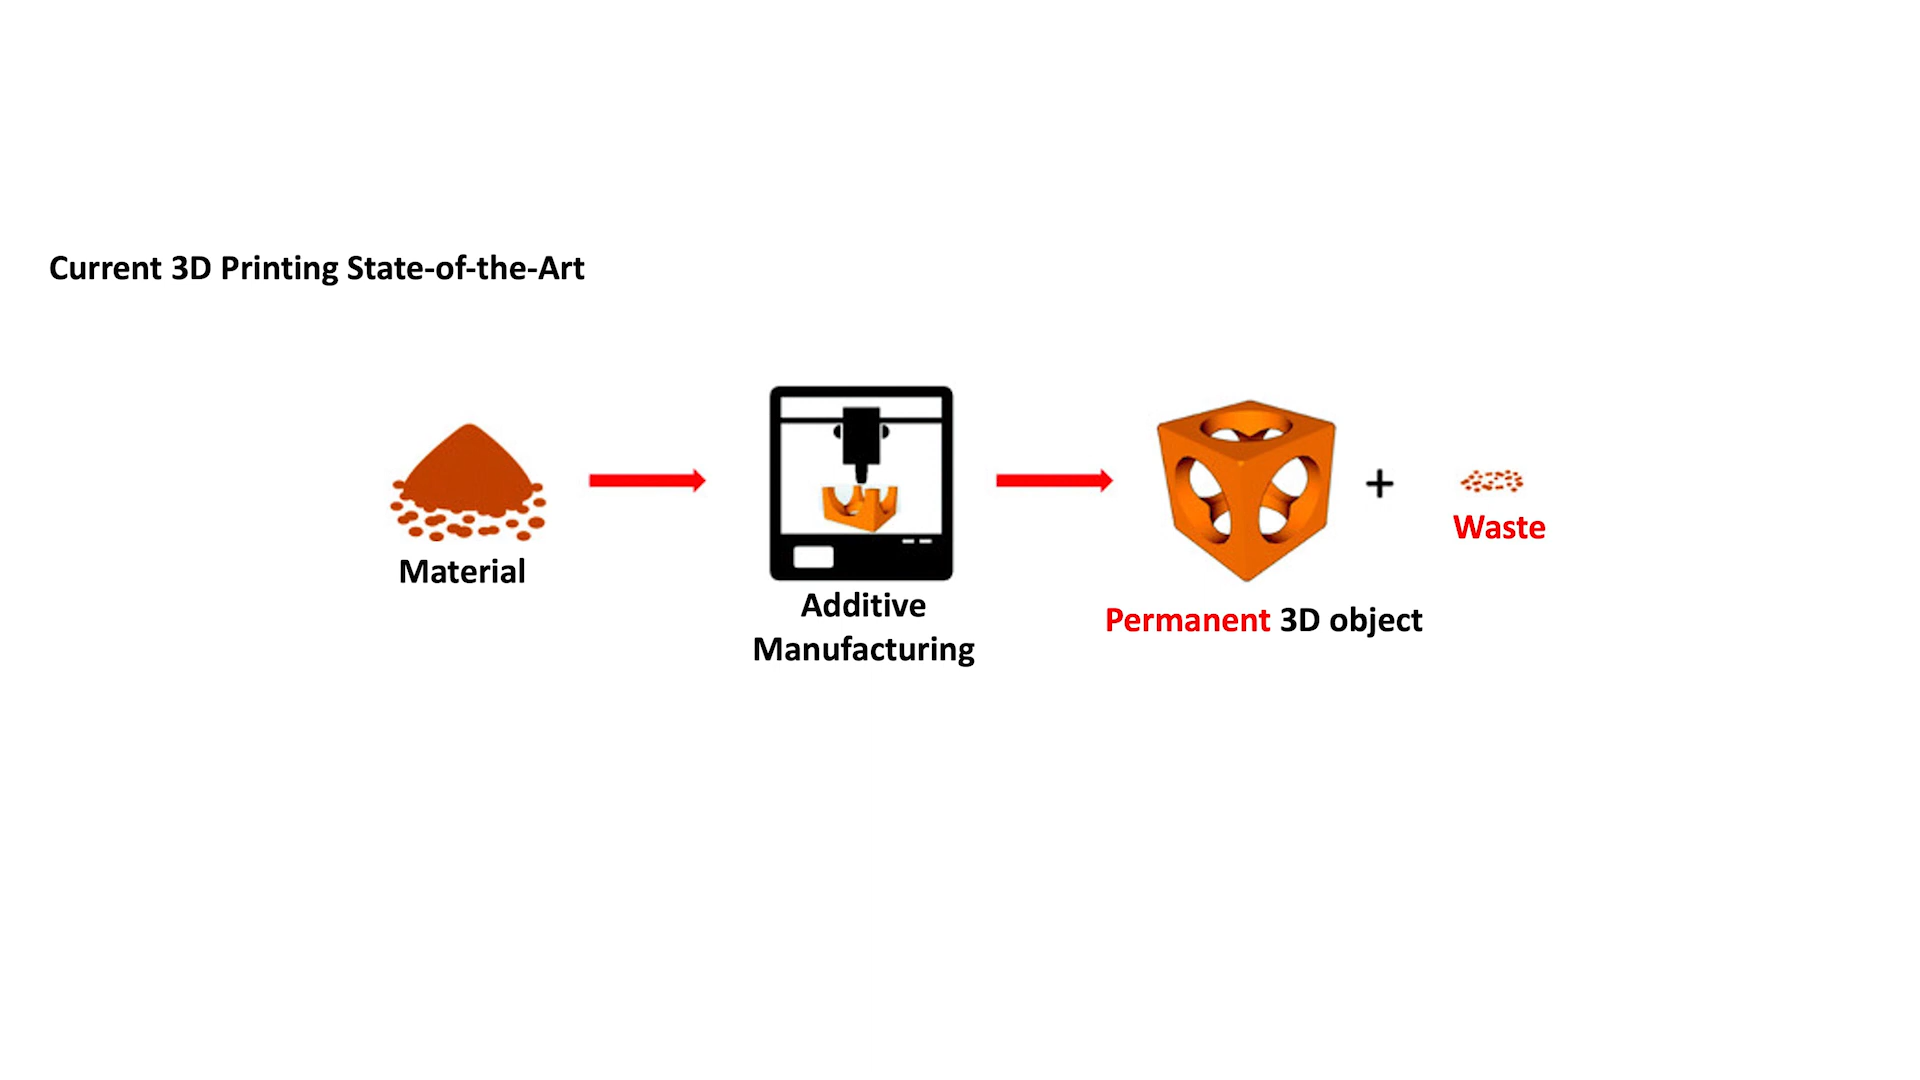 Current 3D Printing State-of-the-Art
Material
Additive
Manufacturing
Permanent 3D object
+
Waste